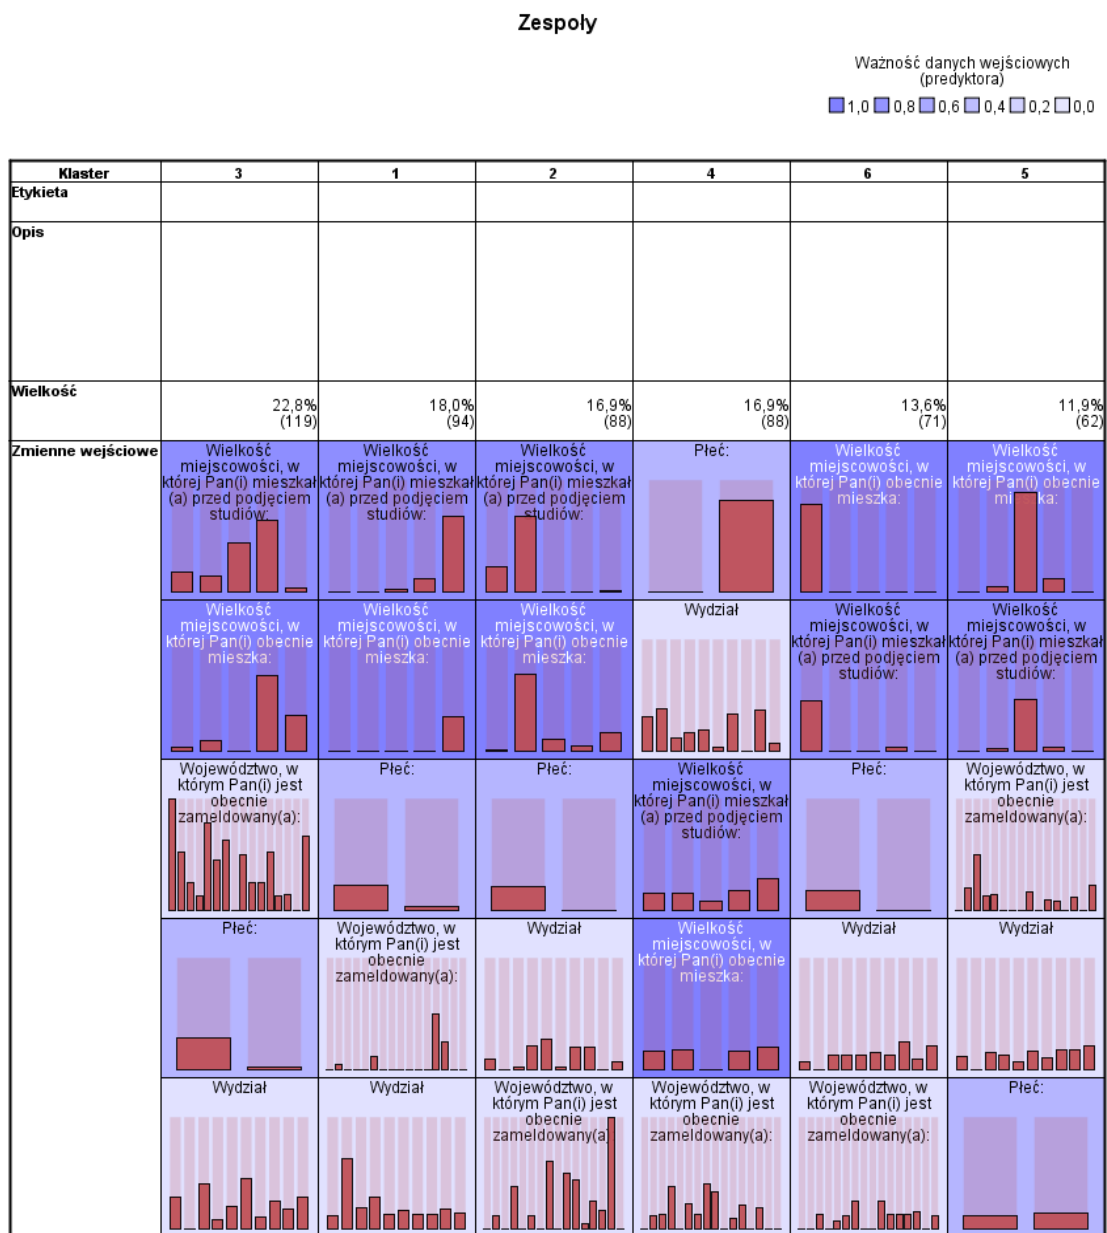 Zespoły
Ważność danych wejściowych
(predyktora)
1,0 0,8 0,6 0,4 0,2 0,0
Klaster 3 1 2 4 6 5
Etykieta
Opis
Wielkość
22,8% 18,0% 16,9% 16,9% 13,6% 11,9%
(119) (94) (88) (88) (71) (62)
Zmienne wejściowe
Wielkość
miejscowości, w
której Pan(i) mieszkał
(a) przed podjęciem
studiów:
Wielkość
miejscowości, w
której Pan(i) mieszkał
(a) przed podjęciem
studiów:
Wielkość
miejscowości, w
której Pan(i) mieszkał
(a) przed podjęciem
studiów:
Płeć:
Wielkość
miejscowości, w
której Pan(i) obecnie
mieszka:
Wielkość
miejscowości, w
której Pan(i) obecnie
mieszka:
Wielkość
miejscowości, w
której Pan(i) obecnie
mieszka:
Wielkość
miejscowości, w
której Pan(i) obecnie
mieszka:
Wielkość
miejscowości, w
której Pan(i) obecnie
mieszka:
Wydział
Wielkość
miejscowości, w
której Pan(i) mieszkał
(a) przed podjęciem
studiów:
Wielkość
miejscowości, w
której Pan(i) mieszkał
(a) przed podjęciem
studiów:
Województwo, w
którym Pan(i) jest
obecnie
zameldowany(a):
Płeć:
Płeć:
Wielkość
miejscowości, w
której Pan(i) mieszkał
(a) przed podjęciem
studiów:
Płeć:
Województwo, w
którym Pan(i) jest
obecnie
zameldowany(a):
Płeć:
Województwo, w
którym Pan(i) jest
obecnie
zameldowany(a):
Wydział
Wielkość
miejscowości, w
której Pan(i) obecnie
mieszka:
Wydział
Wydział
Wydział
Wydział
Województwo, w
którym Pan(i) jest
obecnie
zameldowany(a):
Województwo, w
którym Pan(i) jest
obecnie
zameldowany(a):
Województwo, w
którym Pan(i) jest
obecnie
zameldowany(a):
Płeć: